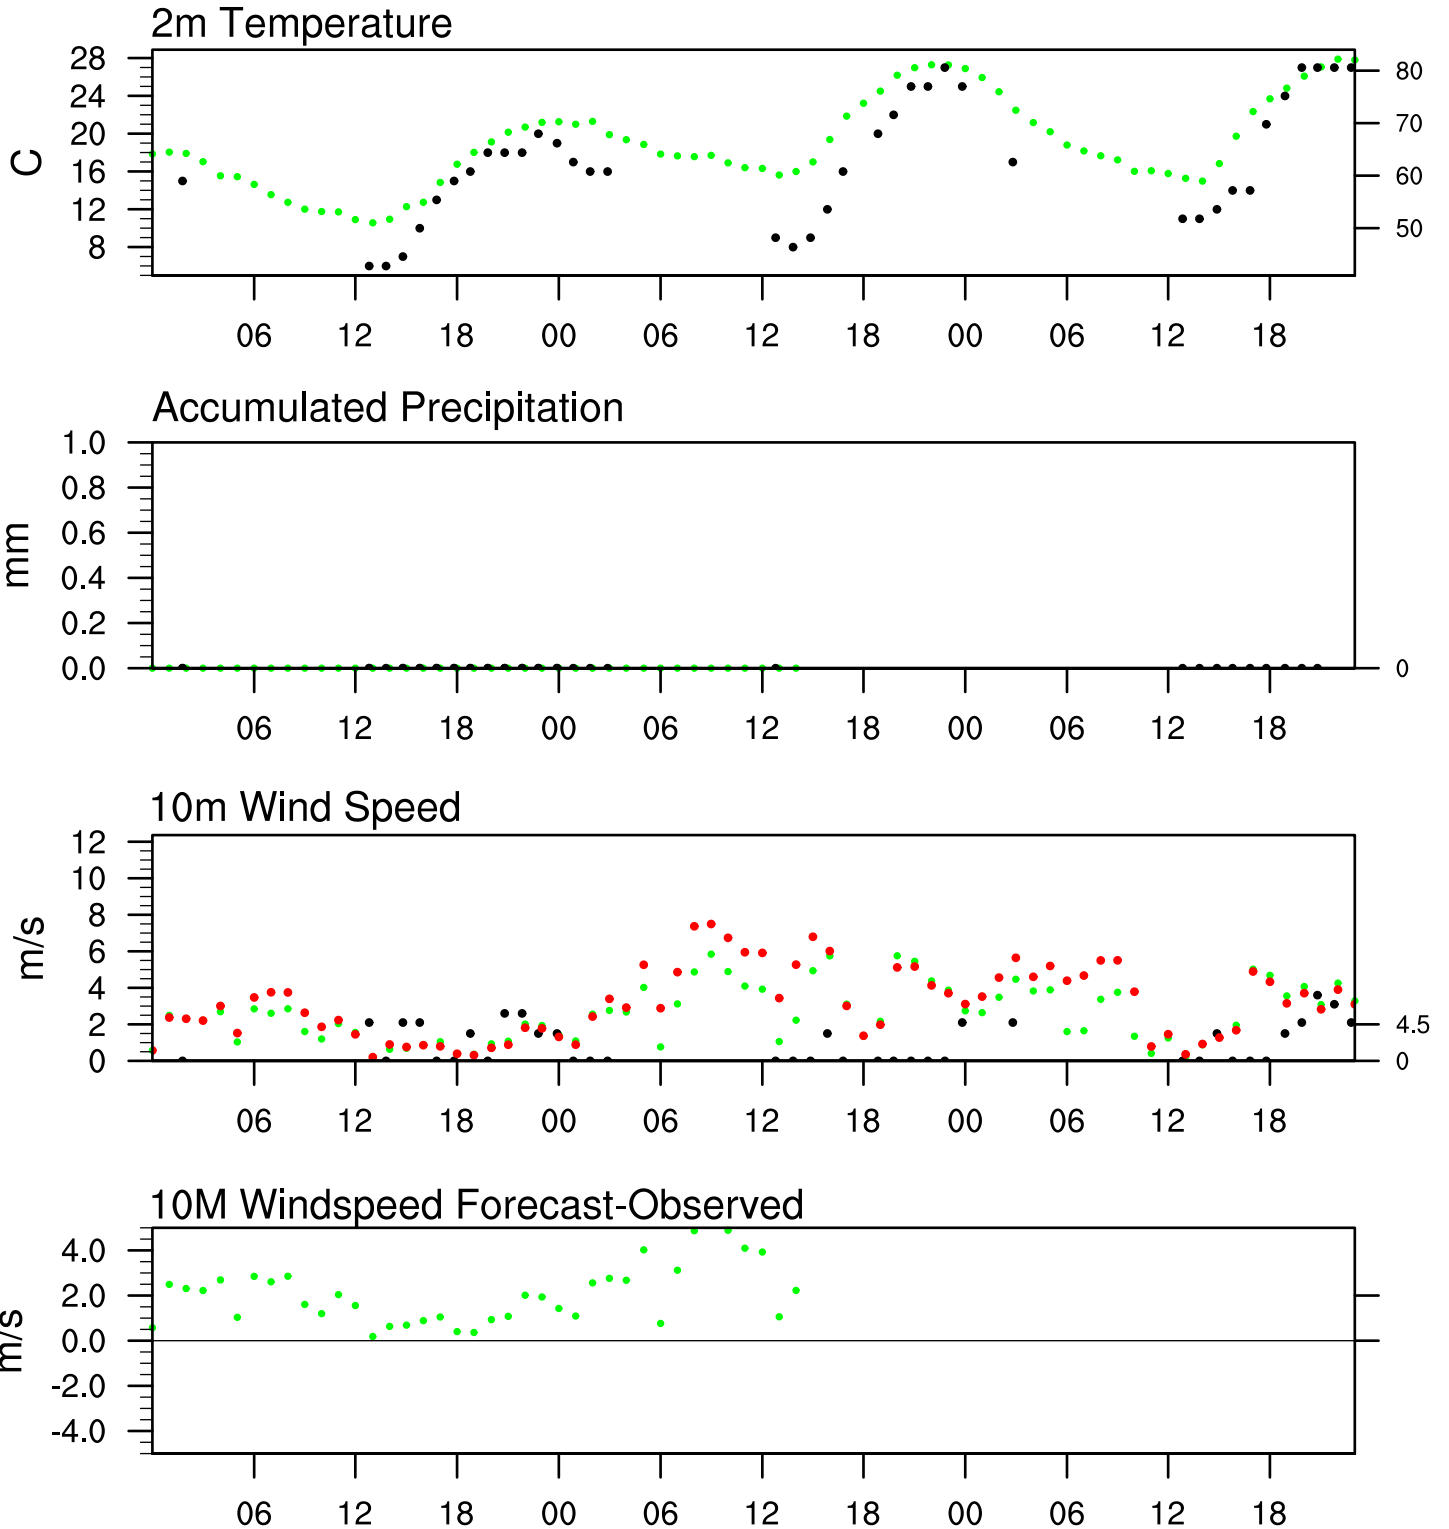 2m Temperature
28
24
20
16
12
8
C
80
70
60
50
06 12 18 00 06 12 18 00 06 12 18
Accumulated Precipitation
1.0
0.8
0.6
0.4
0.2
0.0
mm
0
06 12 18 00 06 12 18 00 06 12 18
10m Wind Speed
12
10
8
6
4
2
0
m/s
4.5
0
06 12 18 00 06 12 18 00 06 12 18
10M Windspeed Forecast-Observed
4.0
2.0
0.0
-2.0
-4.0
m/s
06 12 18 00 06 12 18 00 06 12 18